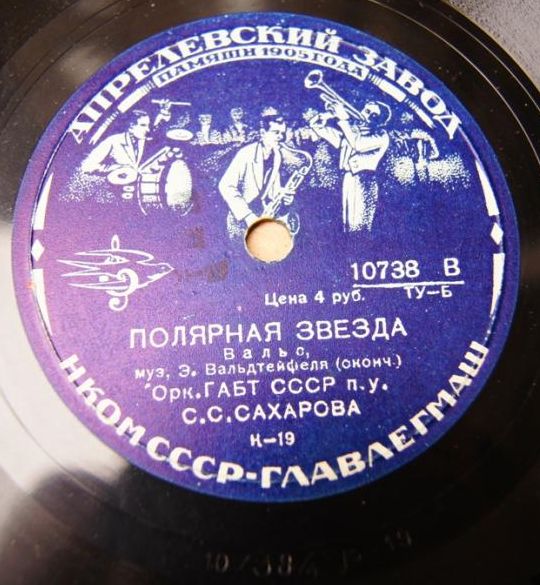 АПРЕЛЕВСКИЙ ЗАВОД
ПАМЯТИ 1905 ГОДА
10738 В
Цена 4 руб. ТУ-Б
ПОЛЯРНАЯ ЗВЕЗДА
Вальс,
муз. Э. Вальдтейфеля (оконч.)
Орк. ГАБТ СССР п.у.
С.С.САХАРОВА
К-19
НКОМ СССР-ГЛАВЛЕГМАШ